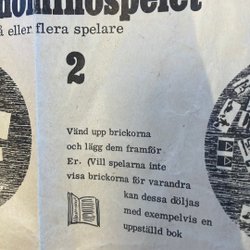 dominospelet
å eller flera spelare
2
Vänd upp brickorna
och lägg dem framför
Er. (Vill spelarna inte
visa brickorna för varandra
kan dessa döljas
med exempelvis en
uppställd bok